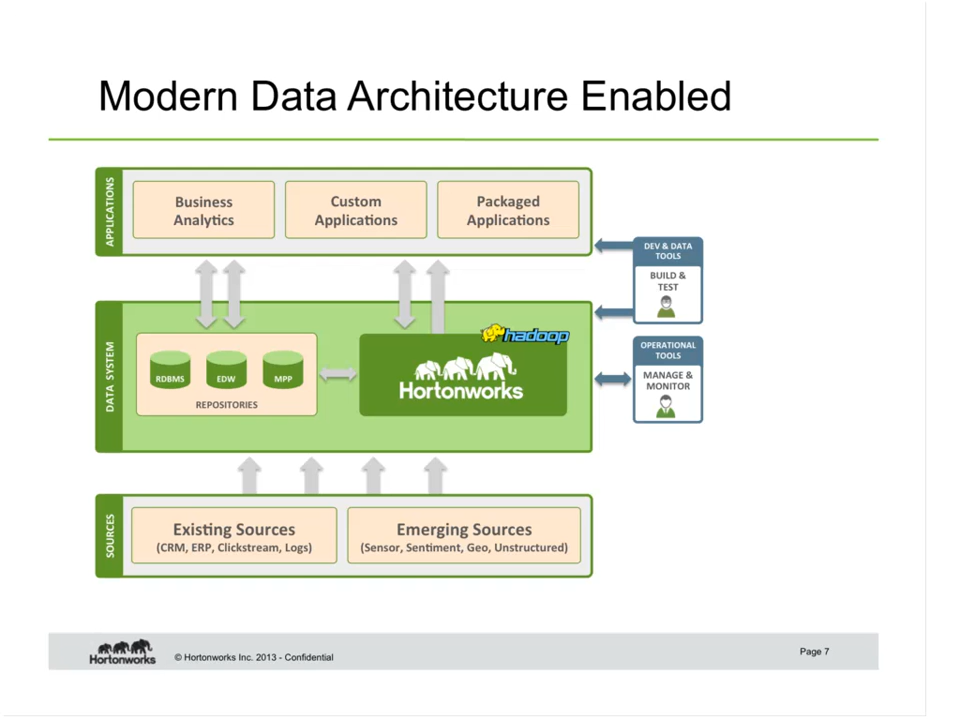 Modern Data Architecture Enabled
APPLICATIONS
Business
Analytics
Custom
Applications
Packaged
Applications
DEV & DATA
TOOLS
BUILD &
TEST
DATA SYSTEM
RDBMS
EDW
MPP
REPOSITORIES
hadoop
Hortonworks
OPERATIONAL
TOOLS
MANAGE &
MONITOR
SOURCES
Existing Sources
(CRM, ERP, Clickstream, Logs)
Emerging Sources
(Sensor, Sentiment, Geo, Unstructured)
Hortonworks
© Hortonworks Inc. 2013 - Confidential
Page 7